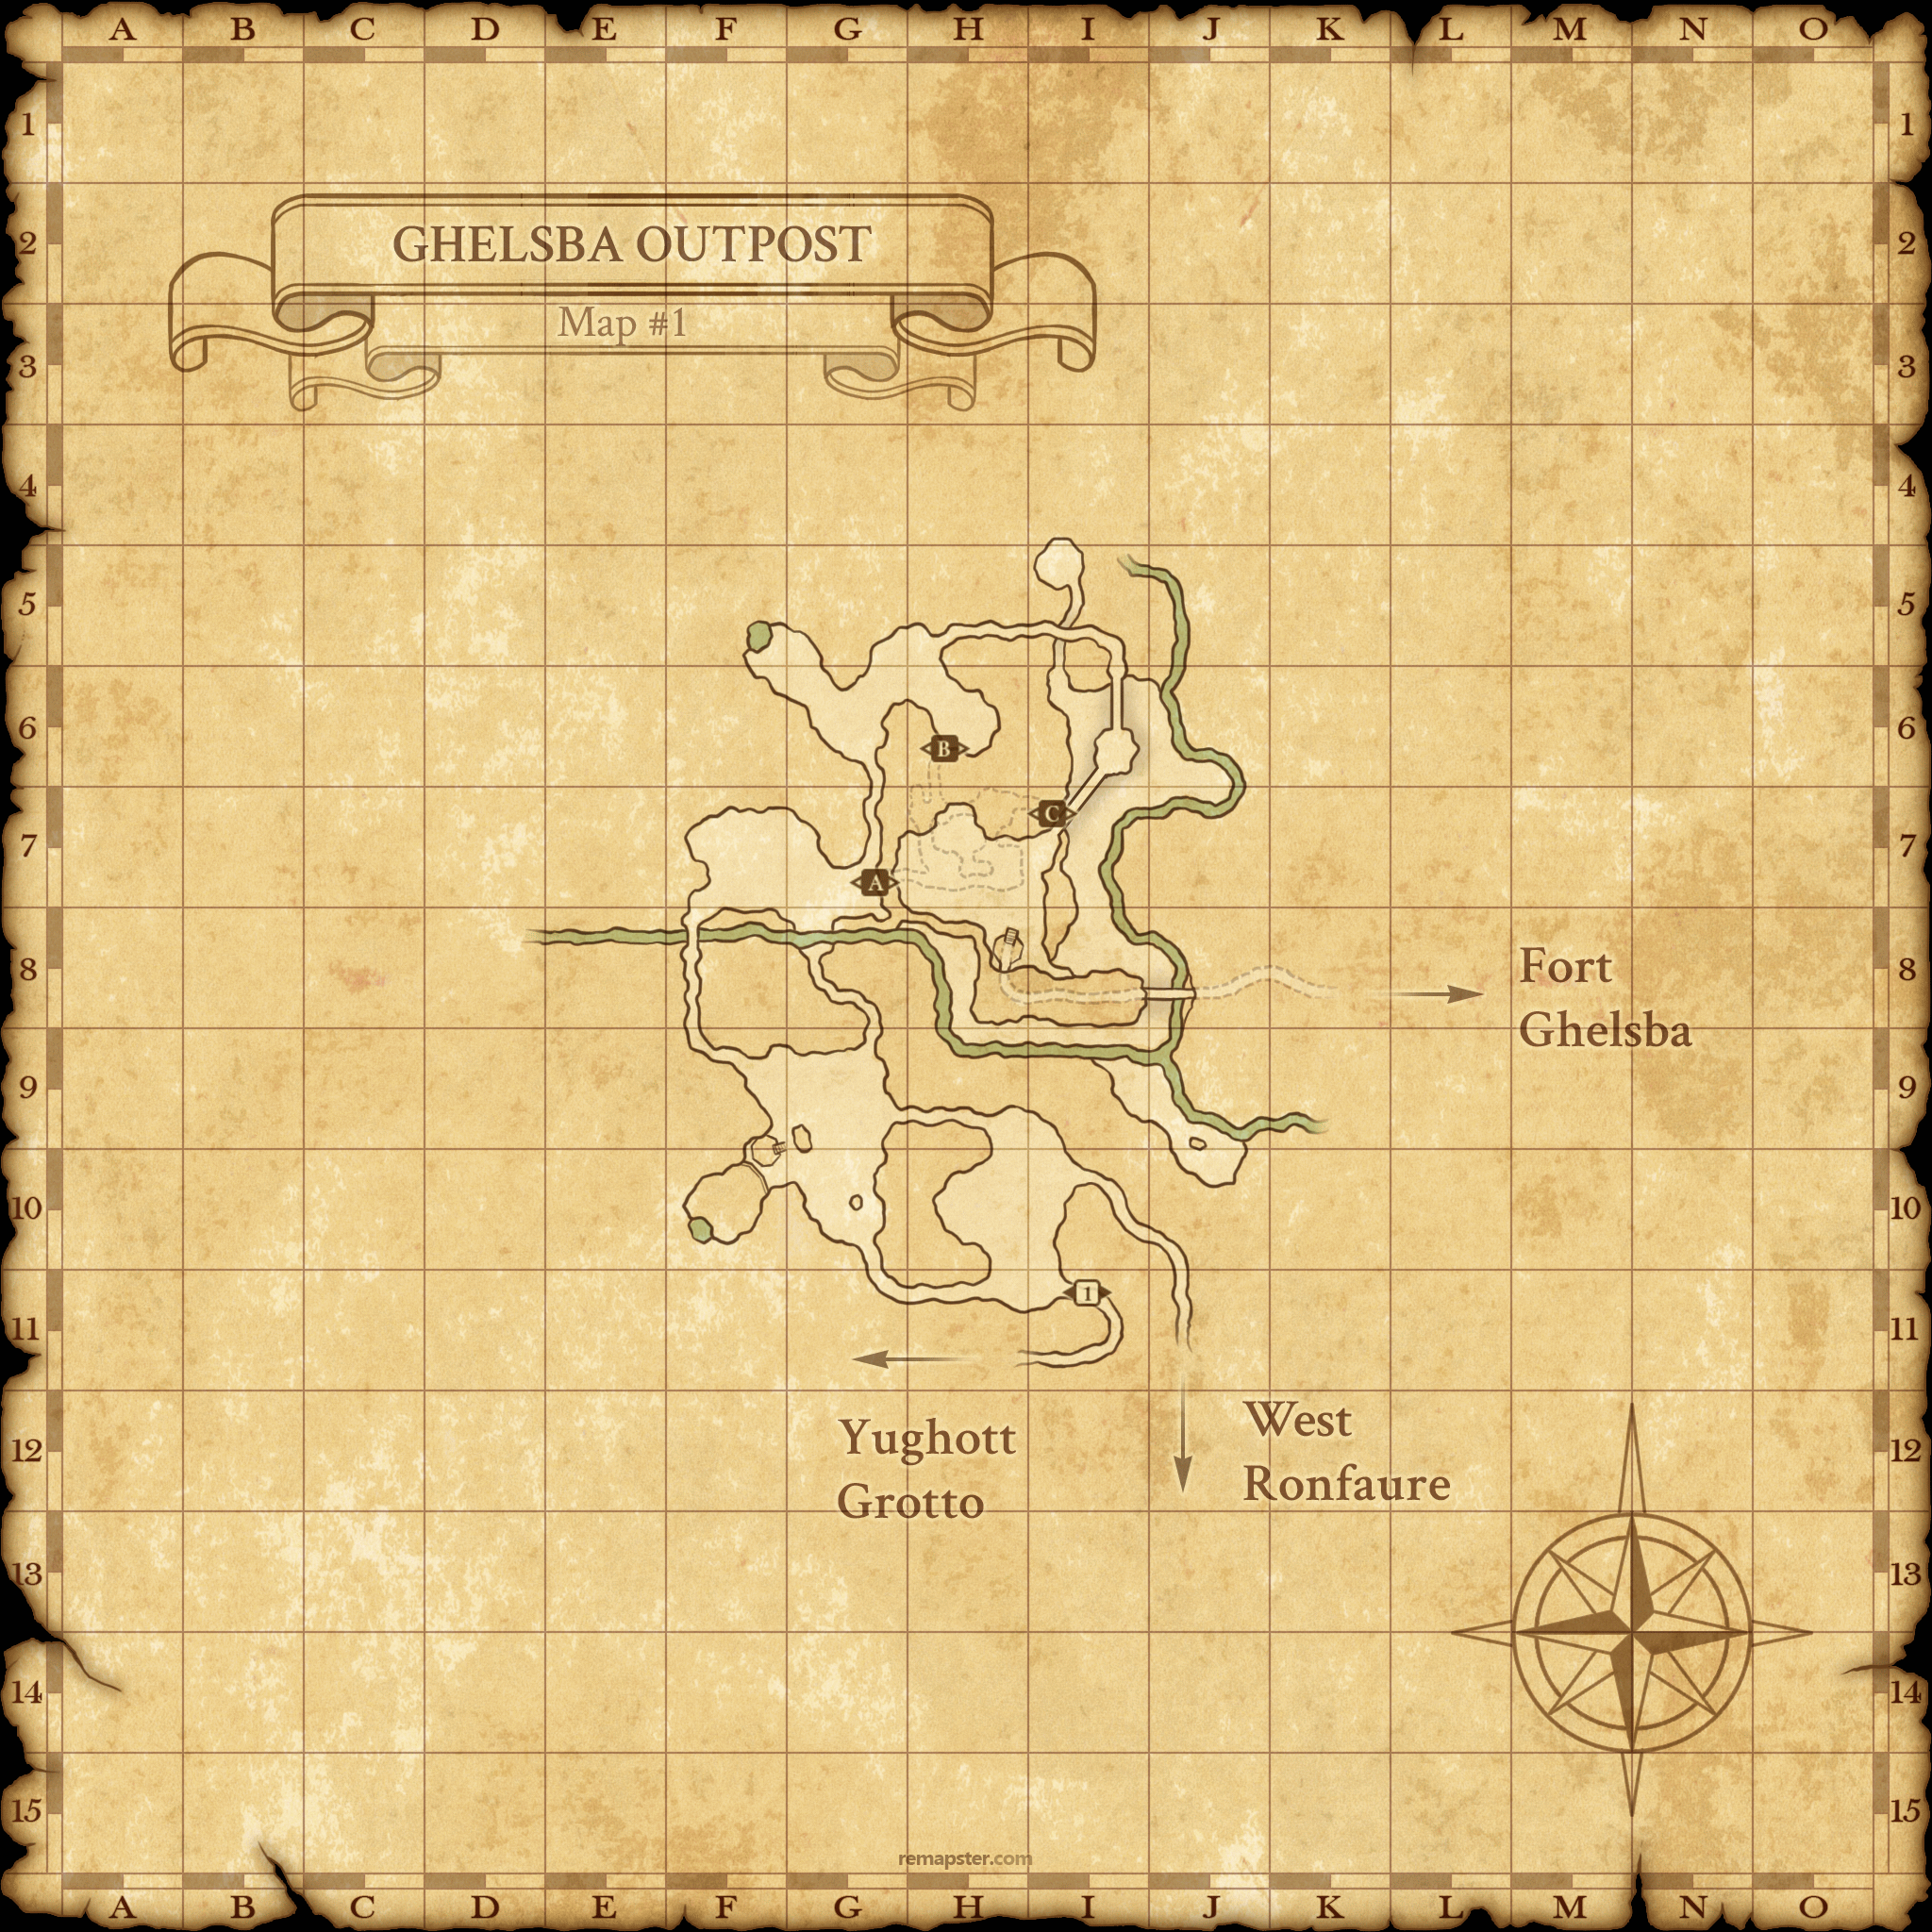 A B C D E F G H I J K L M N O
1 1
2 GHELSBA OUTPOST 2
Map #1
3 3
4 4
5 5
6 B 6
C
7 7
A
8 Fort 8
Ghelsba
9 9
10 10
1
11 11
West
12 Yughott 12
Ronfaure
Grotto
13 13
14 14
15 15
remapster.com
A B C D E F G H I J K L M N O